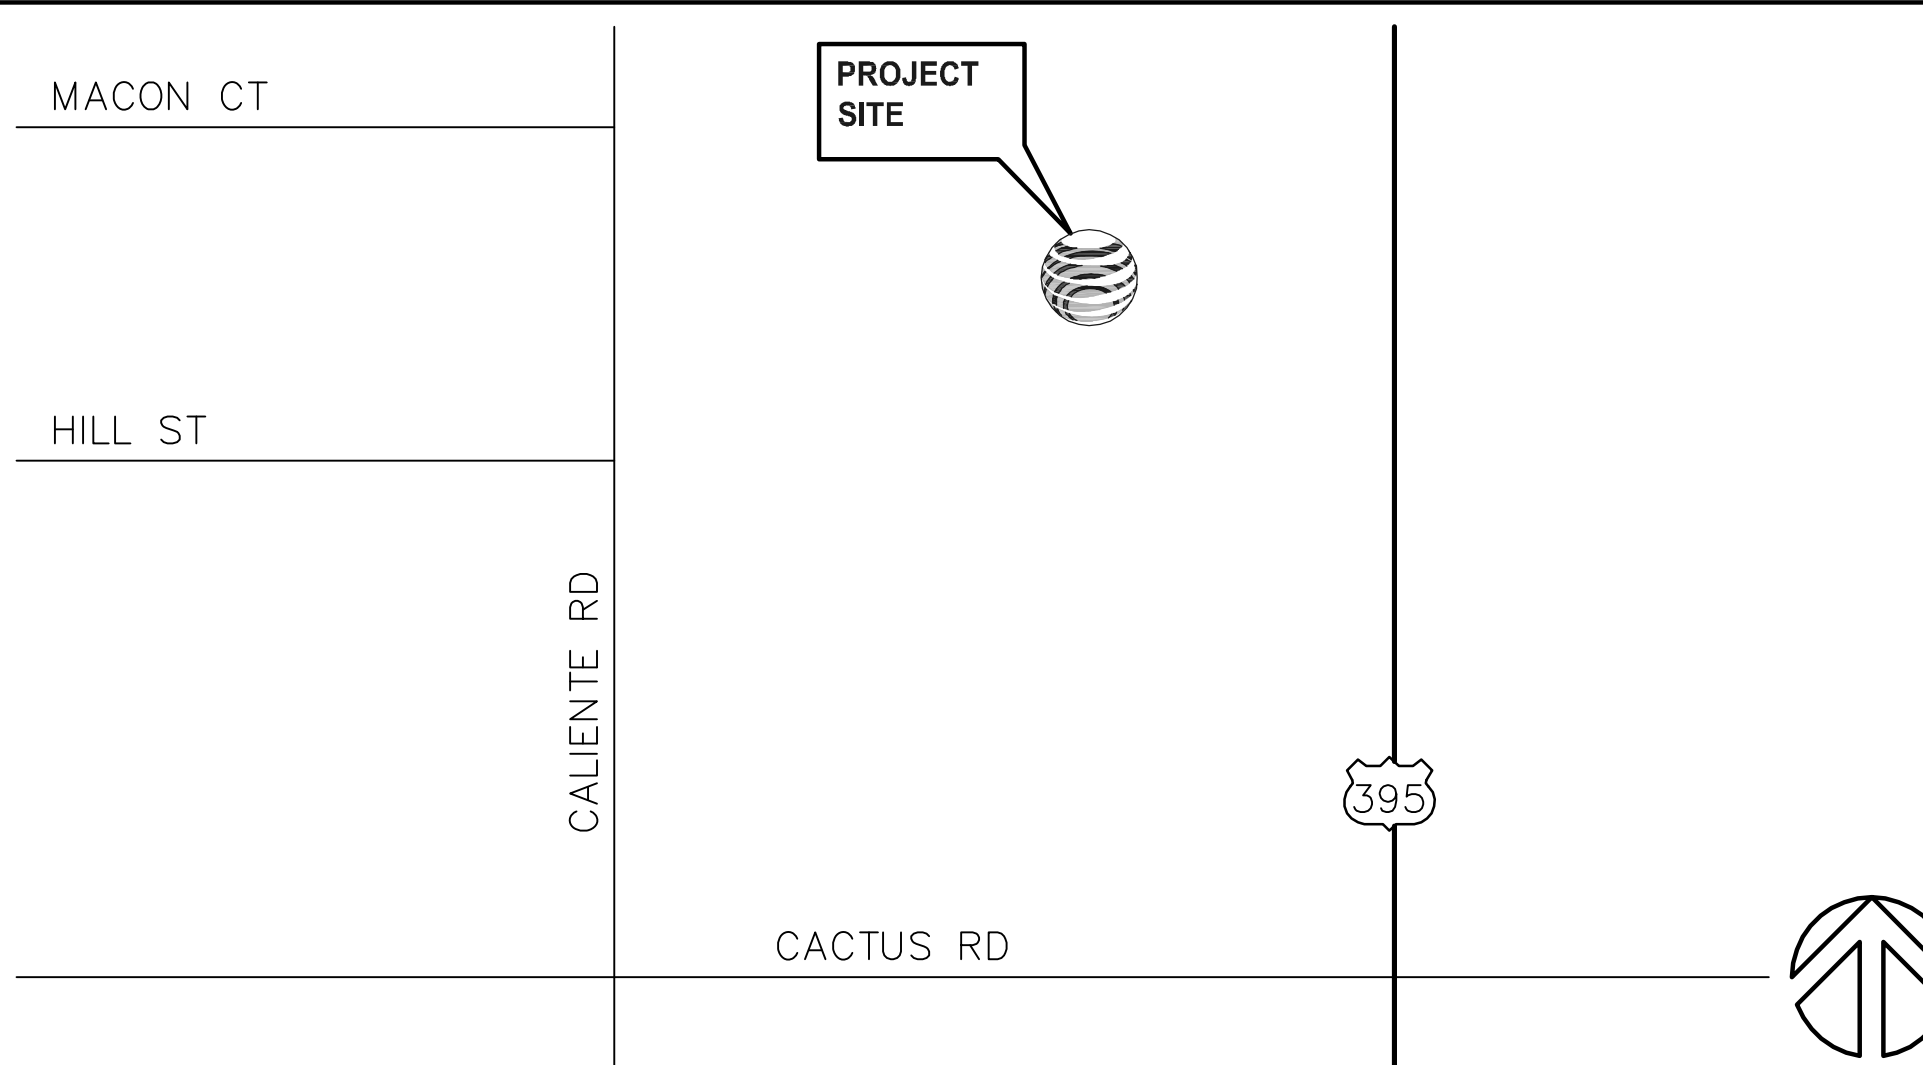 MACON CT
PROJECT
SITE
HILL ST
CALIENTE RD
395
CACTUS RD